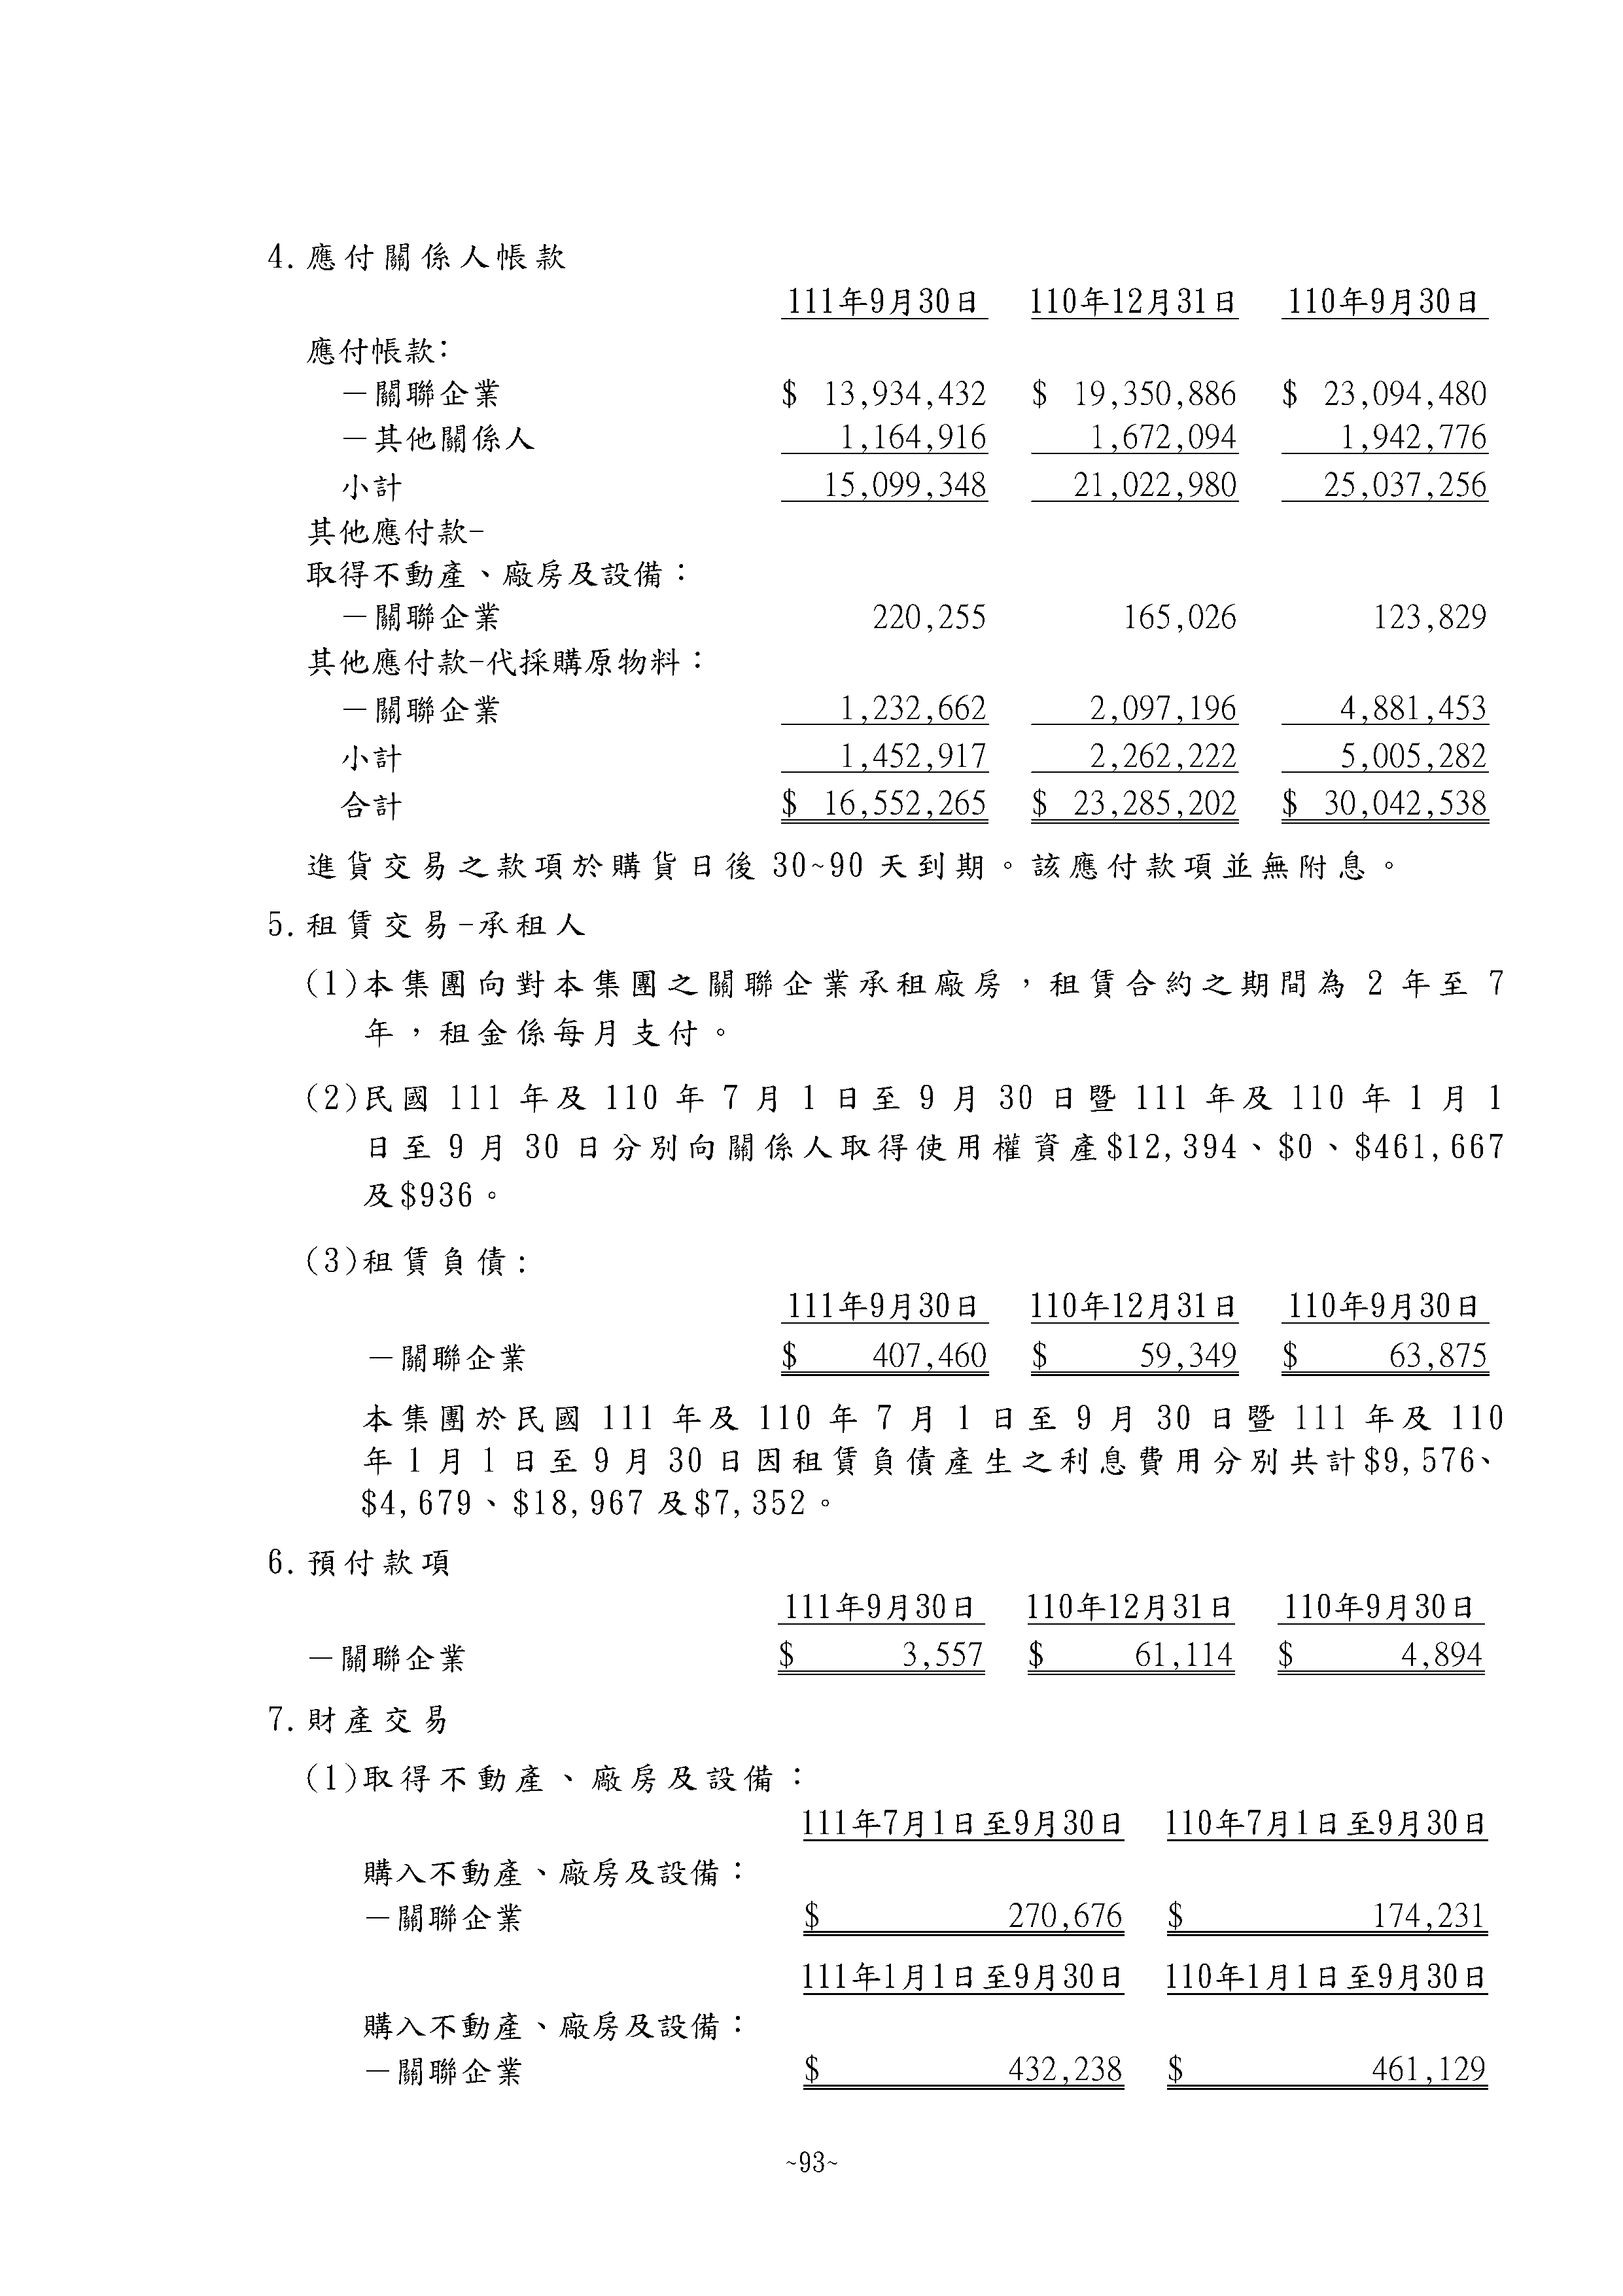 4.應付關係人帳款
111年9月30日 110年12月31日 110年9月30日
應付帳款:
－關聯企業 $ 13,934,432 $ 19,350,886 $ 23,094,480
－其他關係人 1,164,916 1,672,094 1,942,776
小計 15,099,348 21,022,980 25,037,256
其他應付款-
取得不動產、廠房及設備：
－關聯企業 220,255 165,026 123,829
其他應付款-代採購原物料：
－關聯企業 1,232,662 2,097,196 4,881,453
小計 1,452,917 2,262,222 5,005,282
合計 $ 16,552,265 $ 23,285,202 $ 30,042,538
進貨交易之款項於購貨日後 30~90 天到期。該應付款項並無附息。
5.租賃交易-承租人
(1)本集團向對本集團之關聯企業承租廠房，租賃合約之期間為 2 年至 7
年，租金係每月支付。
(2)民國 111 年及 110 年 7 月 1 日至 9 月 30 日暨 111 年及 110 年 1 月 1
日至 9 月 30 日分別向關係人取得使用權資產$12,394、$0、$461,667
及$936。
(3)租賃負債:
111年9月30日 110年12月31日 110年9月30日
－關聯企業 $ 407,460 $ 59,349 $ 63,875
本集團於民國 111 年及 110 年 7 月 1 日至 9 月 30 日暨 111 年及 110
年 1 月 1 日至 9 月 30 日因租賃負債產生之利息費用分別共計$9,576、
$4,679、$18,967 及$7,352。
6.預付款項
111年9月30日 110年12月31日 110年9月30日
－關聯企業 $ 3,557 $ 61,114 $ 4,894
7.財產交易
(1)取得不動產、廠房及設備：
111年7月1日至9月30日 110年7月1日至9月30日
購入不動產、廠房及設備：
－關聯企業 $ 270,676 $ 174,231
111年1月1日至9月30日 110年1月1日至9月30日
購入不動產、廠房及設備：
－關聯企業 $ 432,238 $ 461,129
~93~